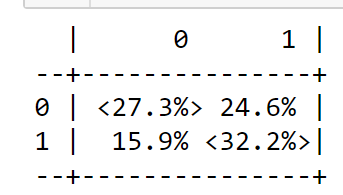 |      0      1 |
--+---------------+
0 | <27.3%> 24.6% |
1 |  15.9% <32.2%>|
--+---------------+